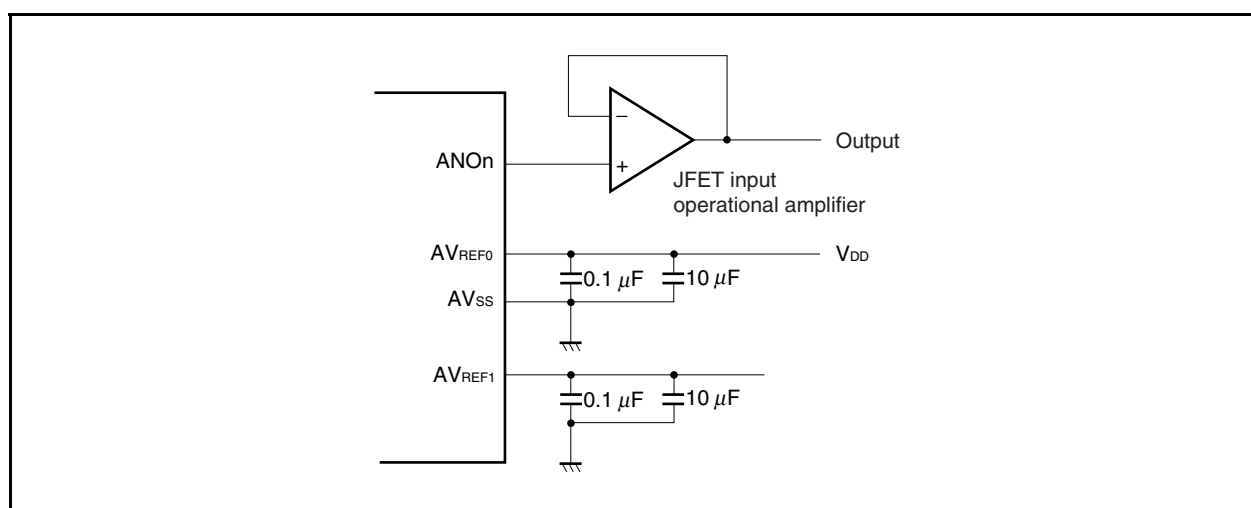 −
ANOn
+
Output
JFET input
operational amplifier
AVREF0
VDD
0.1 μF
10 μF
AVSS
AVREF1
0.1 μF
10 μF